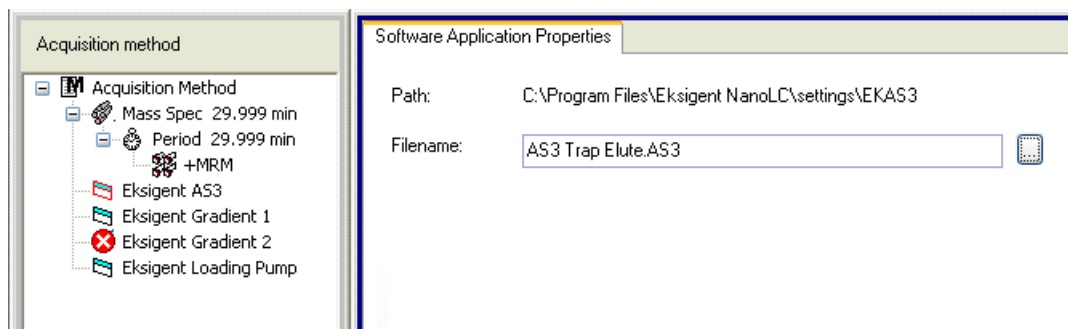 Acquisition method
Acquisition Method
Mass Spec 29.999 min
Period 29.999 min
+MRM
Eksigent AS3
Eksigent Gradient 1
Eksigent Gradient 2
Eksigent Loading Pump
Software Application Properties
Path: C:\Program Files\Eksigent NanoLC\settings\EKAS3
Filename: AS3 Trap Elute.AS3
...